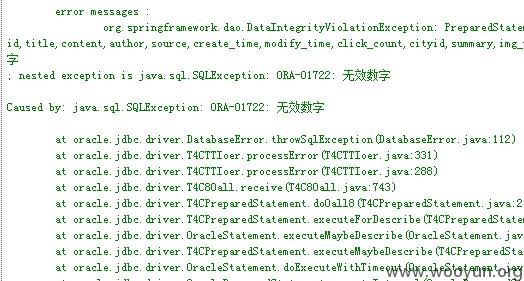 error messages :
org.springframework.dao.DataIntegrityViolationException: PreparedStatem
id,title,content,author,source,create_time,modify_time,click_count,cityid,summary,img_
字
; nested exception is java.sql.SQLException: ORA-01722: 无效数字
Caused by: java.sql.SQLException: ORA-01722: 无效数字
at oracle.jdbc.driver.DatabaseError.throwSqlException(DatabaseError.java:112)
at oracle.jdbc.driver.T4CTTIoer.processError(T4CTTIoer.java:331)
at oracle.jdbc.driver.T4CTTIoer.processError(T4CTTIoer.java:288)
at oracle.jdbc.driver.T4C8Oall.receive(T4C8Oall.java:743)
at oracle.jdbc.driver.T4CPreparedStatement.doOall8(T4CPreparedStatement.java:2
at oracle.jdbc.driver.T4CPreparedStatement.executeForDescribe(T4CPreparedStatem
at oracle.jdbc.driver.OracleStatement.executeMaybeDescribe(OracleStatement.jav
at oracle.jdbc.driver.T4CPreparedStatement.executeMaybeDescribe(T4CPreparedSta
at oracle.jdbc.driver.OracleStatement.doExecuteWithTimeout(OracleStatement.jav
www.wooyun.org